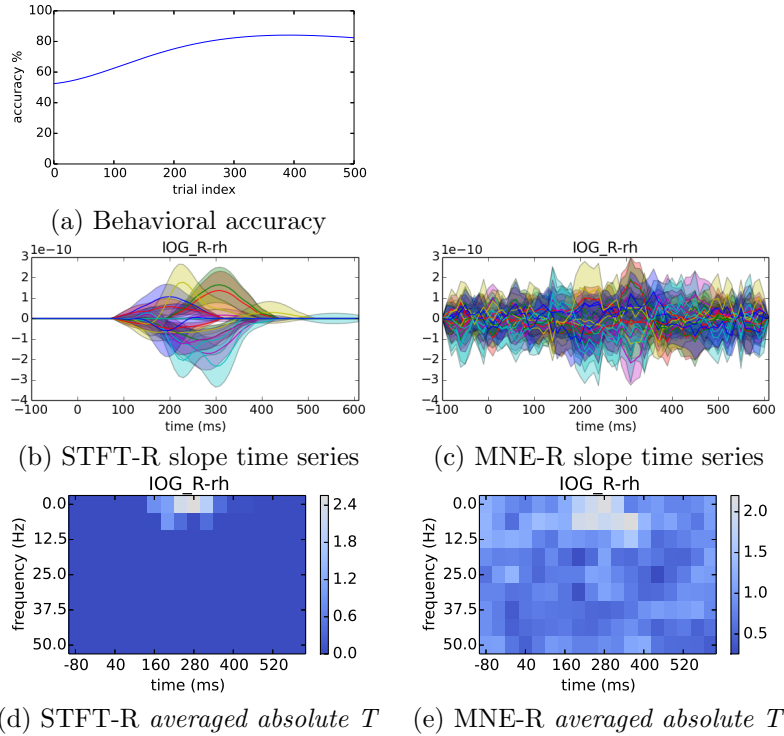 100
80
60
40
20
0
accuracy %
0 100 200 300 400 500
trial index
(a) Behavioral accuracy
1e−10 IOG_R-rh
3
2
1
0
−1
−2
−3
−4
−100 0 100 200 300 400 500 600
time (ms)
(b) STFT-R slope time series
1e−10 IOG_R-rh
3
2
1
0
−1
−2
−3
−4
−100 0 100 200 300 400 500 600
time (ms)
(c) MNE-R slope time series
IOG_R-rh
0.0
12.5
25.0
37.5
50.0
frequency (Hz)
-80 40 160 280 400 520
time (ms)
2.4
1.8
1.2
0.6
0.0
(d) STFT-R averaged absolute T
IOG_R-rh
0.0
12.5
25.0
37.5
50.0
frequency (Hz)
-80 40 160 280 400 520
time (ms)
2.0
1.5
1.0
0.5
(e) MNE-R averaged absolute T